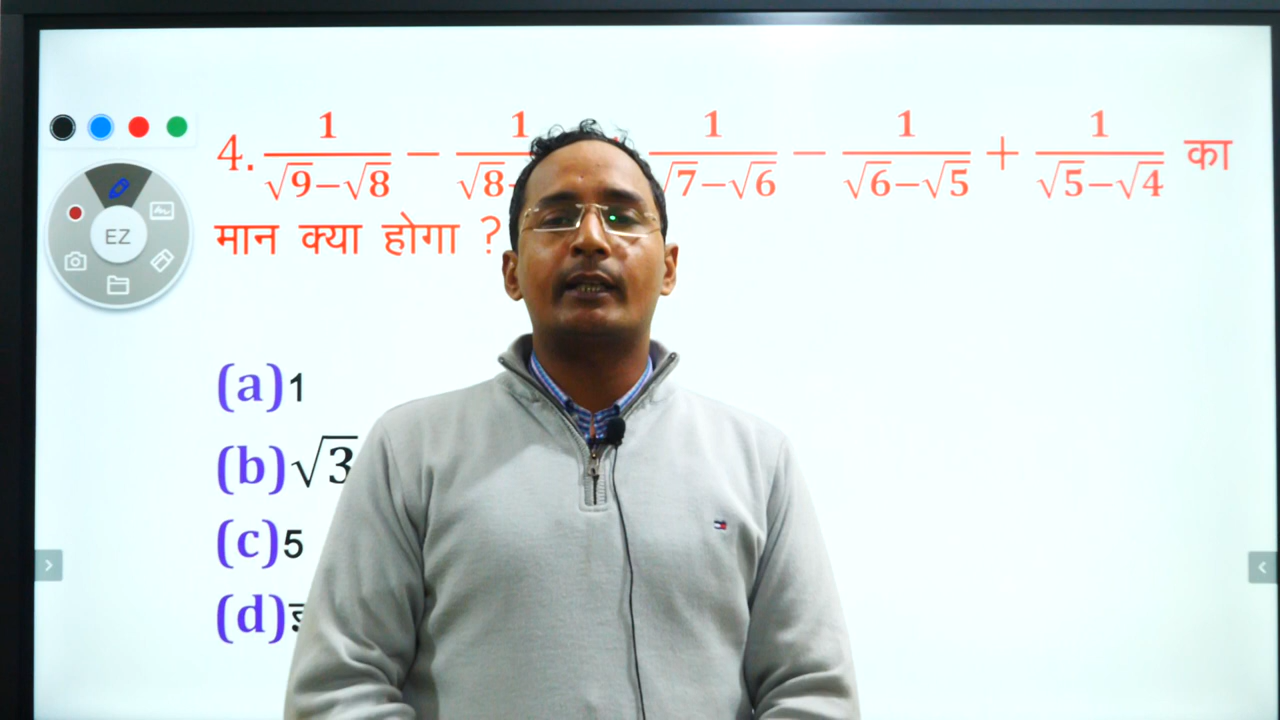 4. 1/(√9−√8) − 1/(√8- 1/(√7−√6) − 1/(√6−√5) + 1/(√5−√4) का
मान क्या होगा ?
EZ
(a)1
(b)√3
(c)5
(d)